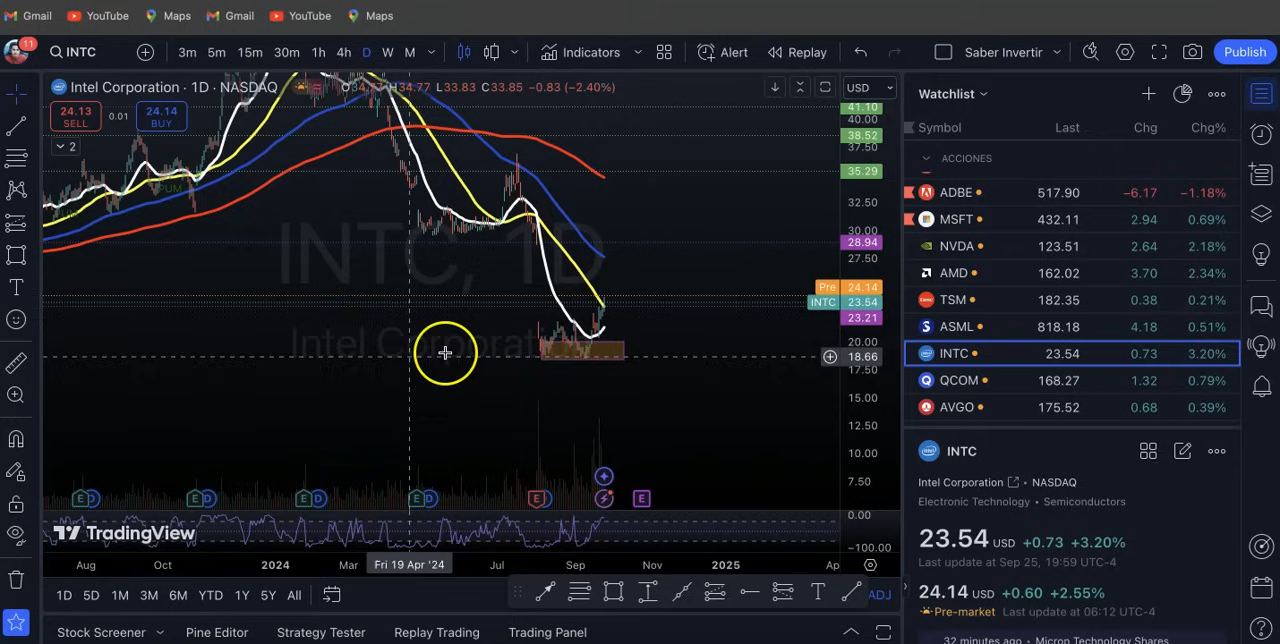 Gmail YouTube Maps Gmail YouTube Maps
11
INTC 3m 5m 15m 30m 1h 4h D W M Indicators Alert Replay Saber Invertir Publish
Intel Corporation · 1D · NASDAQ H34.77 L33.83 C33.85 −0.83 (−2.40%)
USD
24.13
SELL
0.01
24.14
BUY
2
INTC, 1D
Intel Corporation
41.10
40.00
38.52
37.50
35.29
32.50
30.00
28.94
27.50
Pre 24.14
INTC 23.54
23.21
20.00
18.66
17.50
15.00
12.50
10.00
7.50
0.00
−100.00
E D E D E D E D E E
TradingView
Aug Oct 2024 Mar Fri 19 Apr '24 Jul Sep Nov 2025 Ap
1D 5D 1M 3M 6M YTD 1Y 5Y All ADJ
Stock Screener Pine Editor Strategy Tester Replay Trading Trading Panel
Watchlist
Symbol Last Chg Chg%
ACCIONES
ADBE 517.90 −6.17 −1.18%
MSFT 432.11 2.94 0.69%
NVDA 123.51 2.64 2.18%
AMD 162.02 3.70 2.34%
TSM 182.35 0.38 0.21%
ASML 818.18 4.18 0.51%
INTC 23.54 0.73 3.20%
QCOM 168.27 1.32 0.79%
AVGO 175.52 0.68 0.39%
INTC
Intel Corporation • NASDAQ
Electronic Technology • Semiconductors
23.54 USD +0.73 +3.20%
Last update at Sep 25, 19:59 UTC-4
24.14 USD +0.60 +2.55%
Pre-market Last update at 06:12 UTC-4
32 minutes ago • Micron Technology Shares